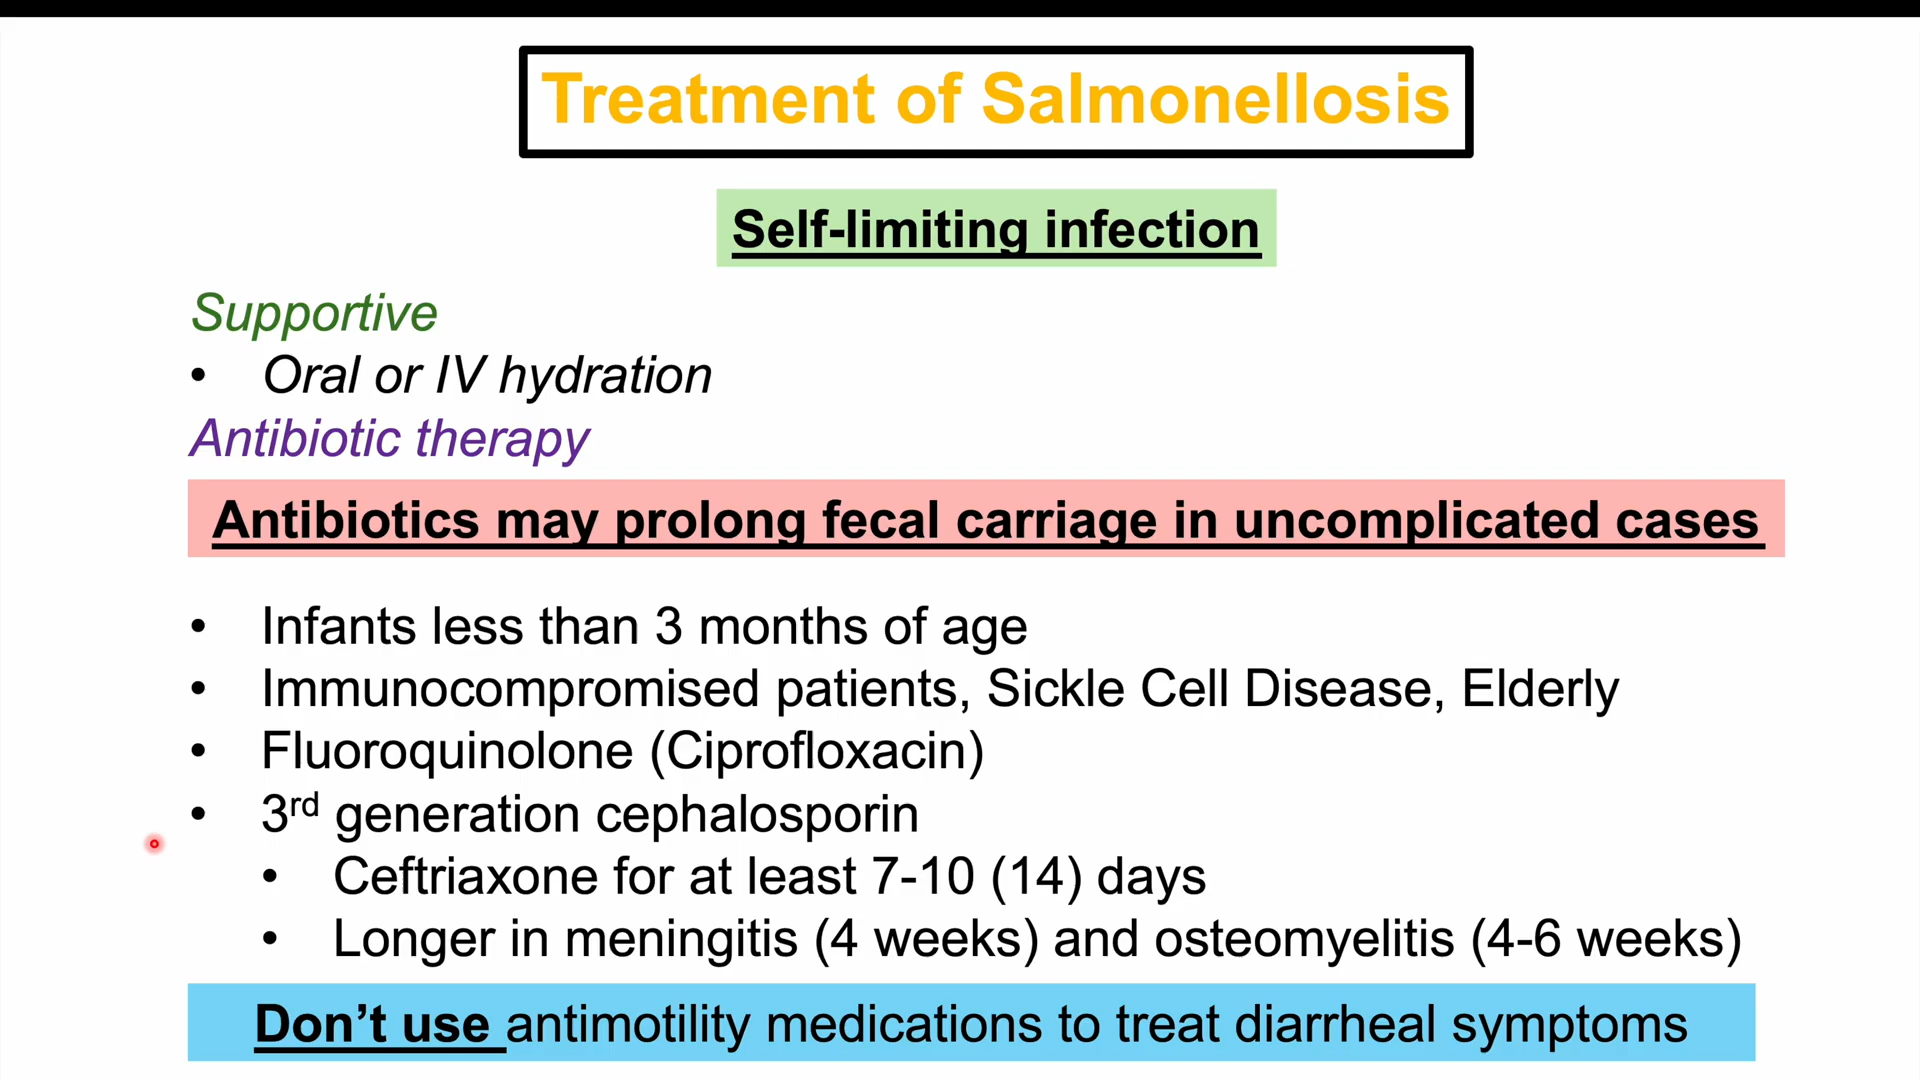 Treatment of Salmonellosis
Self-limiting infection
Supportive
• Oral or IV hydration
Antibiotic therapy
Antibiotics may prolong fecal carriage in uncomplicated cases
• Infants less than 3 months of age
• Immunocompromised patients, Sickle Cell Disease, Elderly
• Fluoroquinolone (Ciprofloxacin)
• 3rd generation cephalosporin
• Ceftriaxone for at least 7-10 (14) days
• Longer in meningitis (4 weeks) and osteomyelitis (4-6 weeks)
Don’t use antimotility medications to treat diarrheal symptoms